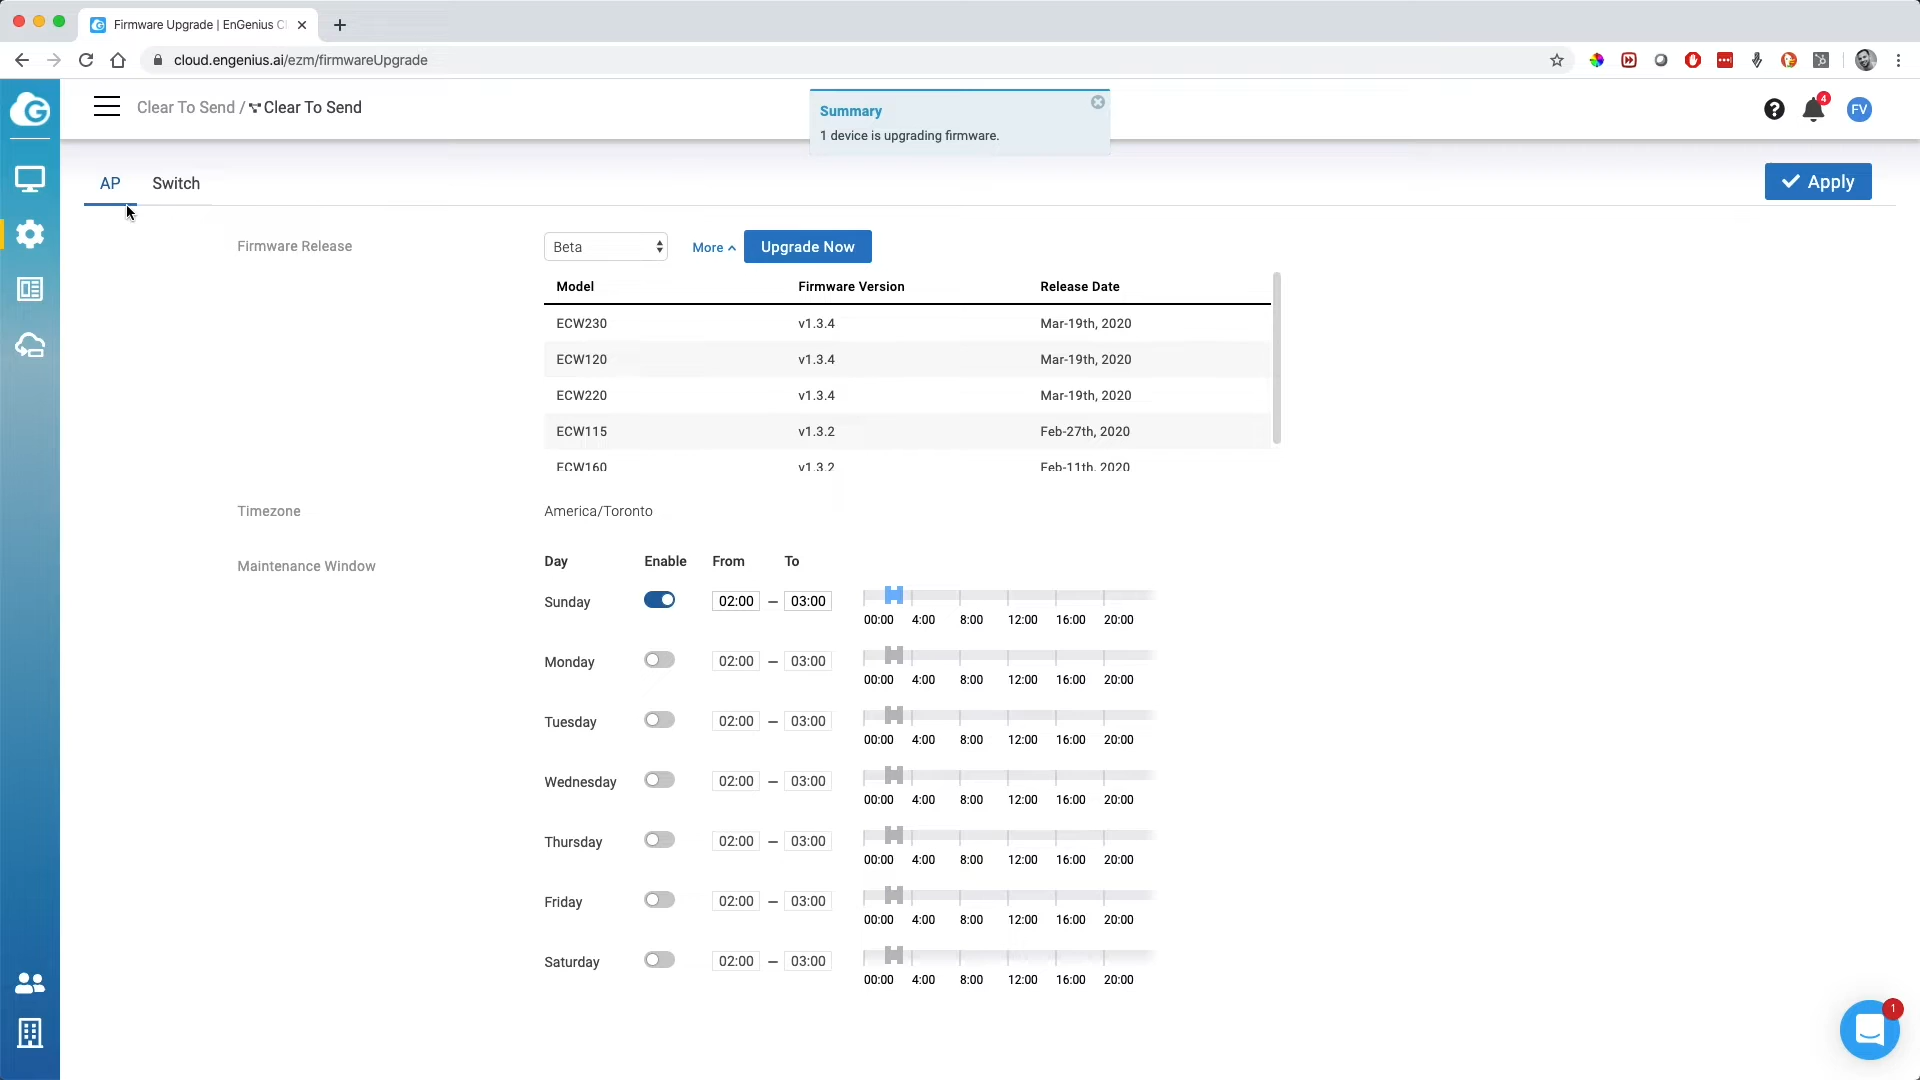 Firmware Upgrade | EnGenius C
cloud.engenius.ai/ezm/firmwareUpgrade
Clear To Send / Clear To Send
Summary
1 device is upgrading firmware.
4
FV
AP
Switch
Apply
Firmware Release
Beta
More
Upgrade Now
Model Firmware Version Release Date
ECW230 v1.3.4 Mar-19th, 2020
ECW120 v1.3.4 Mar-19th, 2020
ECW220 v1.3.4 Mar-19th, 2020
ECW115 v1.3.2 Feb-27th, 2020
ECW160 v1.3.2 Feb-11th, 2020
Timezone America/Toronto
Maintenance Window
Day Enable From To
Sunday 02:00 – 03:00
00:00 4:00 8:00 12:00 16:00 20:00
Monday 02:00 – 03:00
00:00 4:00 8:00 12:00 16:00 20:00
Tuesday 02:00 – 03:00
00:00 4:00 8:00 12:00 16:00 20:00
Wednesday 02:00 – 03:00
00:00 4:00 8:00 12:00 16:00 20:00
Thursday 02:00 – 03:00
00:00 4:00 8:00 12:00 16:00 20:00
Friday 02:00 – 03:00
00:00 4:00 8:00 12:00 16:00 20:00
Saturday 02:00 – 03:00
00:00 4:00 8:00 12:00 16:00 20:00
1